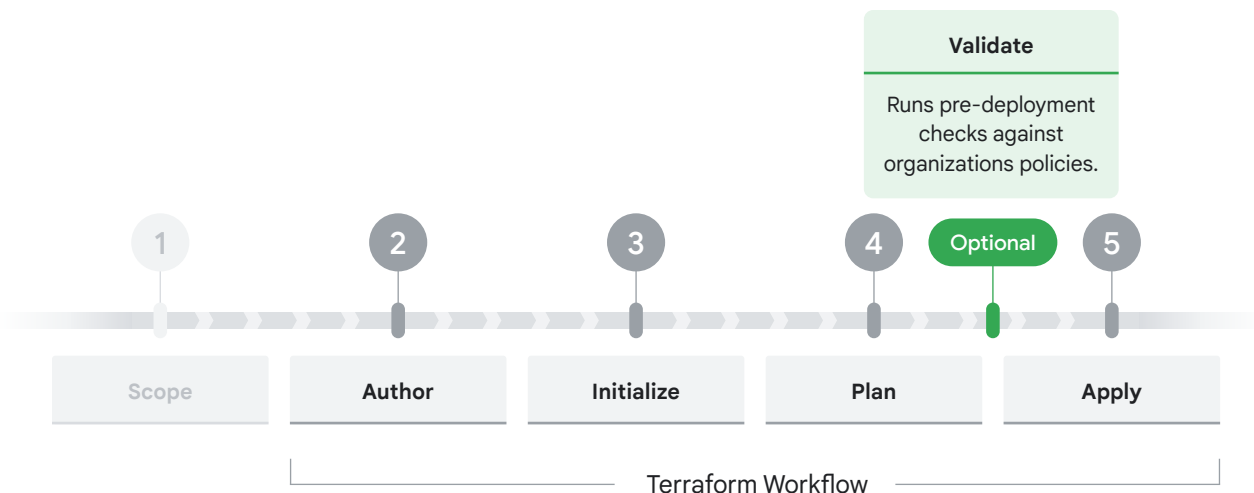 Validate
Runs pre-deployment
checks against
organizations policies.
1
2
3
4
Optional
5
Scope
Author
Initialize
Plan
Apply
Terraform Workflow